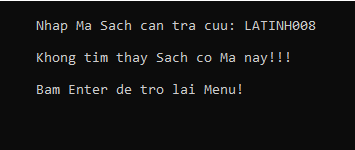 Nhap Ma Sach can tra cuu: LATINH008
Khong tim thay Sach co Ma nay!!!
Bam Enter de tro lai Menu!